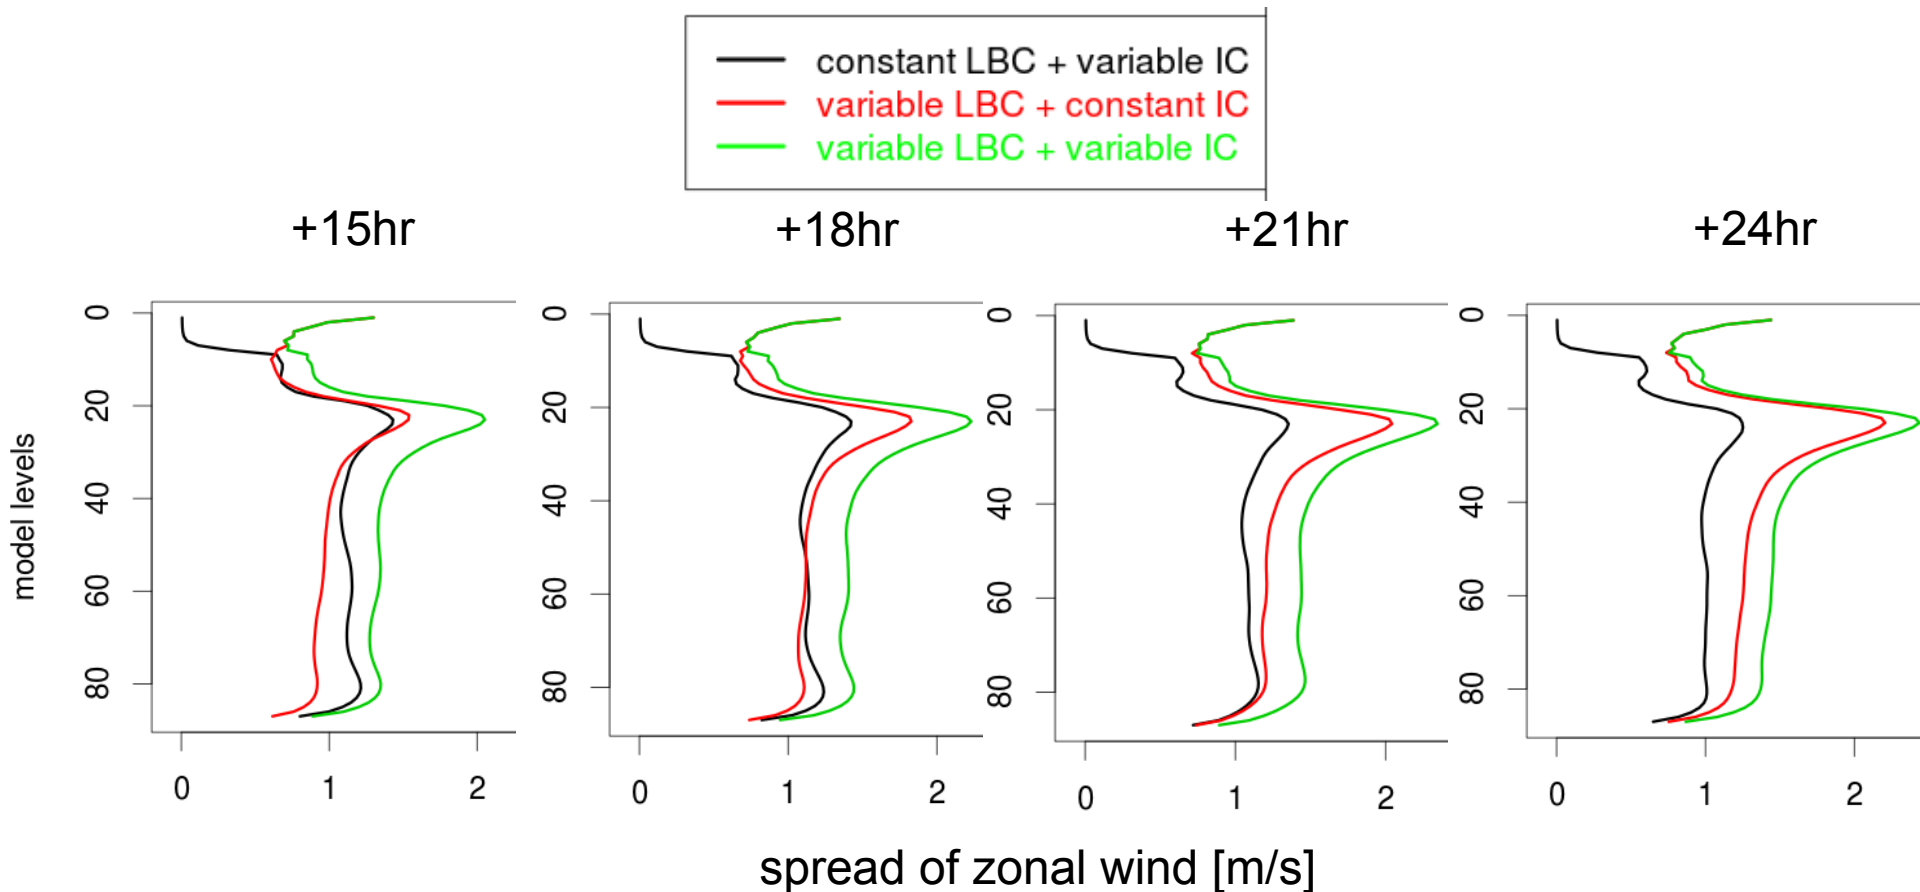 constant LBC + variable IC
variable LBC + constant IC
variable LBC + variable IC
+15hr +18hr +21hr +24hr
model levels
0 20 40 60 80
0 1 2
0 20 40 60 80
0 1 2
0 20 40 60 80
0 1 2
0 20 40 60 80
0 1 2
spread of zonal wind [m/s]